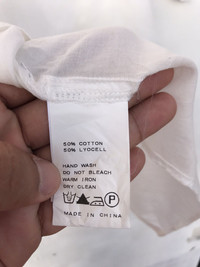 50% COTTON
50% LYOCELL
HAND WASH
DO NOT BLEACH
WARM IRON
DRY CLEAN
P
MADE IN CHINA